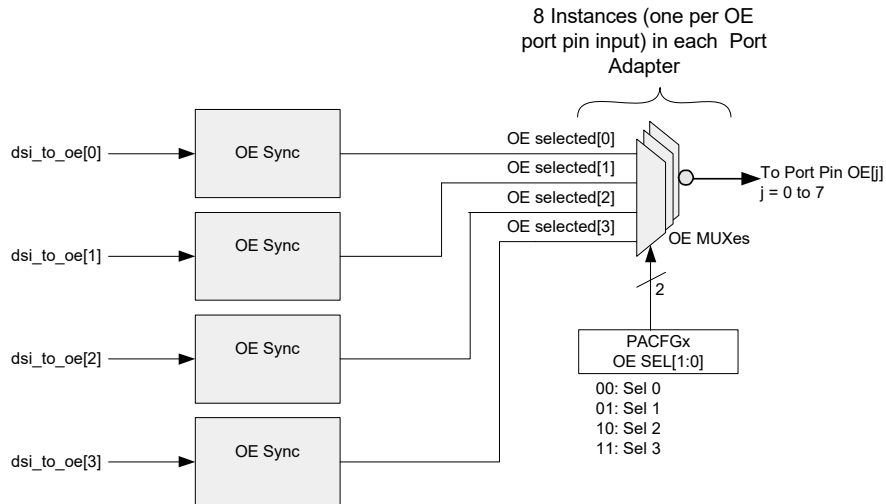 8 Instances (one per OE
port pin input) in each Port
Adapter
dsi_to_oe[0]
OE Sync
OE selected[0]
OE selected[1]
OE selected[2]
OE selected[3]
To Port Pin OE[j]
j = 0 to 7
OE MUXes
dsi_to_oe[1]
OE Sync
2
dsi_to_oe[2]
OE Sync
PACFGx
OE SEL[1:0]
00: Sel 0
01: Sel 1
10: Sel 2
11: Sel 3
dsi_to_oe[3]
OE Sync